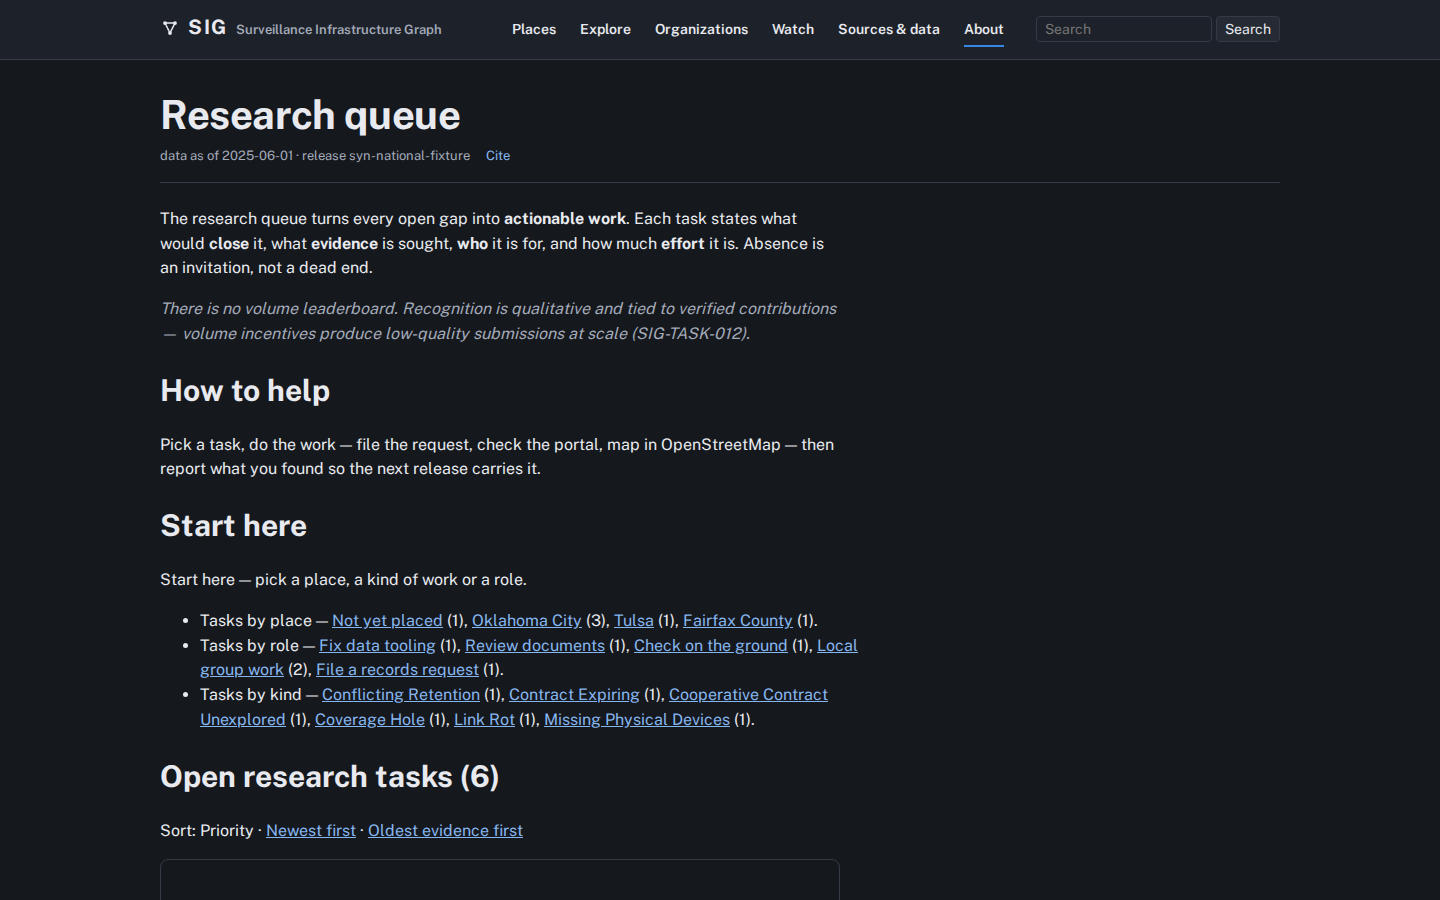 SIG Surveillance Infrastructure Graph Places Explore Organizations Watch Sources & data About Search Search
Research queue
data as of 2025-06-01 · release syn-national-fixture Cite
The research queue turns every open gap into actionable work. Each task states what
would close it, what evidence is sought, who it is for, and how much effort it is. Absence is
an invitation, not a dead end.
There is no volume leaderboard. Recognition is qualitative and tied to verified contributions
— volume incentives produce low-quality submissions at scale (SIG-TASK-012).
How to help
Pick a task, do the work — file the request, check the portal, map in OpenStreetMap — then
report what you found so the next release carries it.
Start here
Start here — pick a place, a kind of work or a role.
• Tasks by place — Not yet placed (1), Oklahoma City (3), Tulsa (1), Fairfax County (1).
• Tasks by role — Fix data tooling (1), Review documents (1), Check on the ground (1), Local
group work (2), File a records request (1).
• Tasks by kind — Conflicting Retention (1), Contract Expiring (1), Cooperative Contract
Unexplored (1), Coverage Hole (1), Link Rot (1), Missing Physical Devices (1).
Open research tasks (6)
Sort: Priority · Newest first · Oldest evidence first